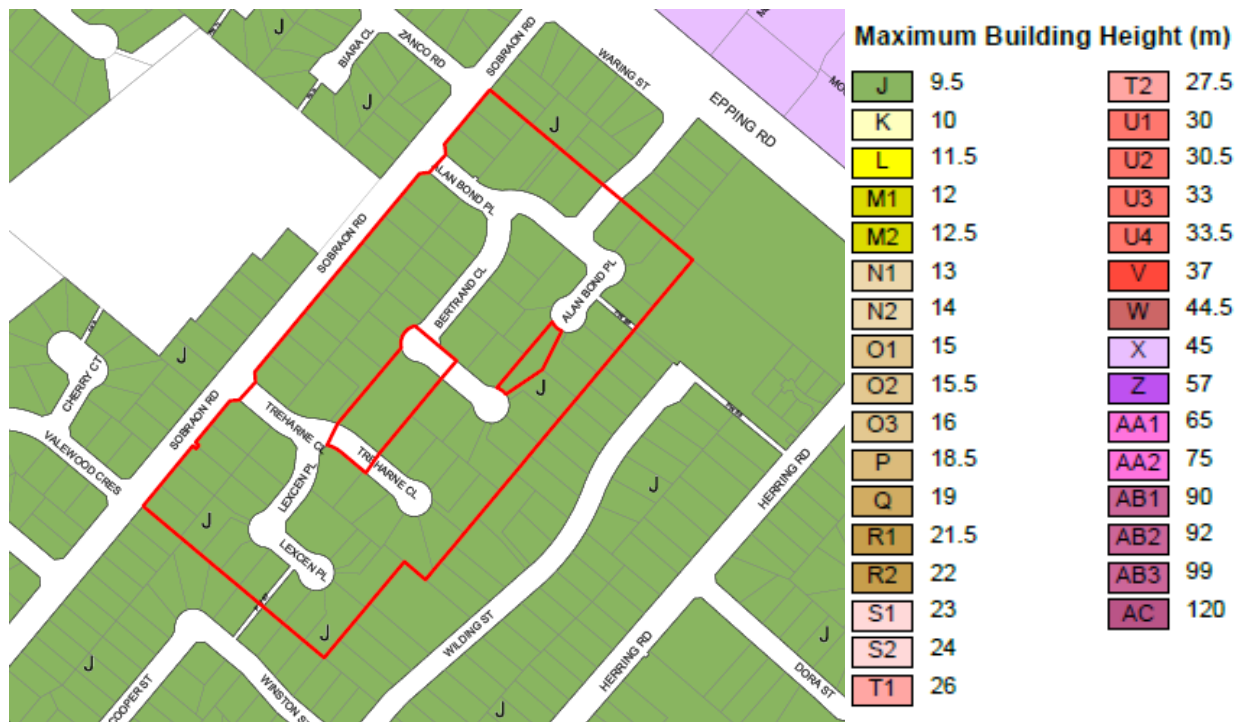 J
BIARA CL
ZANCO RD
J
SOBRAON RD
WARING ST
J
EPPING RD
ALAN BOND PL
SOBRAON RD
BERTRAND CL
ALAN BOND PL
J
CHERRY CT
J
SOBRAON RD
VALEWOOD CRES
TREHARNE CL
TREHARNE CL
LEXCEN PL
J
LEXCEN PL
J
J
HERRING RD
WILDING ST
HERRING RD
J
DORA ST
J
COOPER ST
WINSTON ST
J
Maximum Building Height (m)
J 9.5
K 10
L 11.5
M1 12
M2 12.5
N1 13
N2 14
O1 15
O2 15.5
O3 16
P 18.5
Q 19
R1 21.5
R2 22
S1 23
S2 24
T1 26
T2 27.5
U1 30
U2 30.5
U3 33
U4 33.5
V 37
W 44.5
X 45
Z 57
AA1 65
AA2 75
AB1 90
AB2 92
AB3 99
AC 120